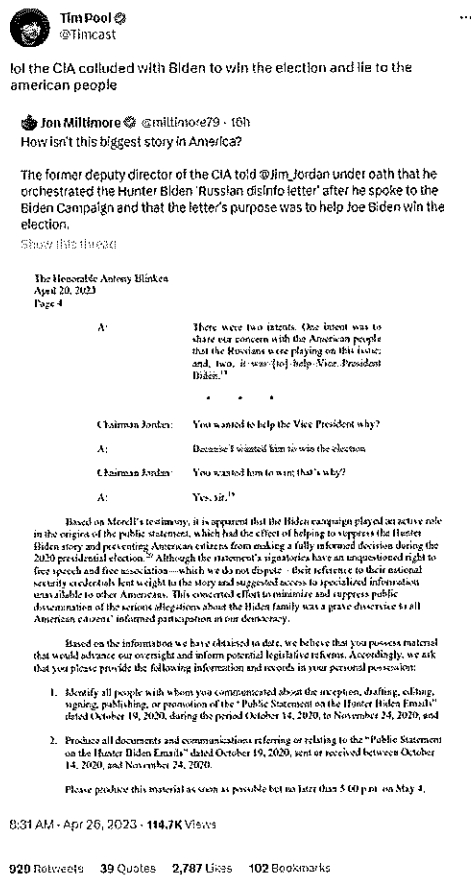 Tim Pool
@Timcast
lol the CIA colluded with Biden to win the election and lie to the
american people
Jon Miltimore @miltimore79 · 16h
How isn't this biggest story in America?
The former deputy director of the CIA told @Jim_Jordan under oath that he
orchestrated the Hunter Biden 'Russian disinfo letter' after he spoke to the
Biden Campaign and that the letter's purpose was to help Joe Biden win the
election.
Show this thread
The Honorable Antony Blinken
April 20, 2023
Page 4
A: There were two intents. One intent was to
share our concern with the American people
that the Russians were playing on this issue;
and, two, it was [to] help Vice President
Biden.
* * *
Chairman Jordan: You wanted to help the Vice President why?
A: Because I wanted him to win the election
Chairman Jordan: You wanted him to win; that's why?
A: Yes, sir.
Based on Morell's testimony, it is apparent that the Biden campaign played an active role
in the origins of the public statement, which had the effect of helping to suppress the Hunter
Biden story and preventing American citizens from making a fully informed decision during the
2020 presidential election.20 Although the statement's signatories have an unquestioned right to
free speech and free association—which we do not dispute—their reference to their national
security credentials lent weight to the story and suggested access to specialized information
unavailable to other Americans. This concerted effort to minimize and suppress public
dissemination of the serious allegations about the Biden family was a grave disservice to all
American citizens' informed participation in our democracy.
Based on the information we have obtained to date, we believe that you possess material
that would advance our oversight and inform potential legislative reforms. Accordingly, we ask
that you please provide the following information and records in your personal possession:
1. Identify all people with whom you communicated about the inception, drafting, editing,
signing, publishing, or promotion of the "Public Statement on the Hunter Biden Emails"
dated October 19, 2020, during the period October 14, 2020, to November 24, 2020; and
2. Produce all documents and communications referring or relating to the "Public Statement
on the Hunter Biden Emails" dated October 19, 2020, sent or received between October
14, 2020, and November 24, 2020.
Please produce this material as soon as possible but no later than 5:00 p.m. on May 4,
8:31 AM · Apr 26, 2023 · 114.7K Views
929 Retweets 39 Quotes 2,787 Likes 102 Bookmarks